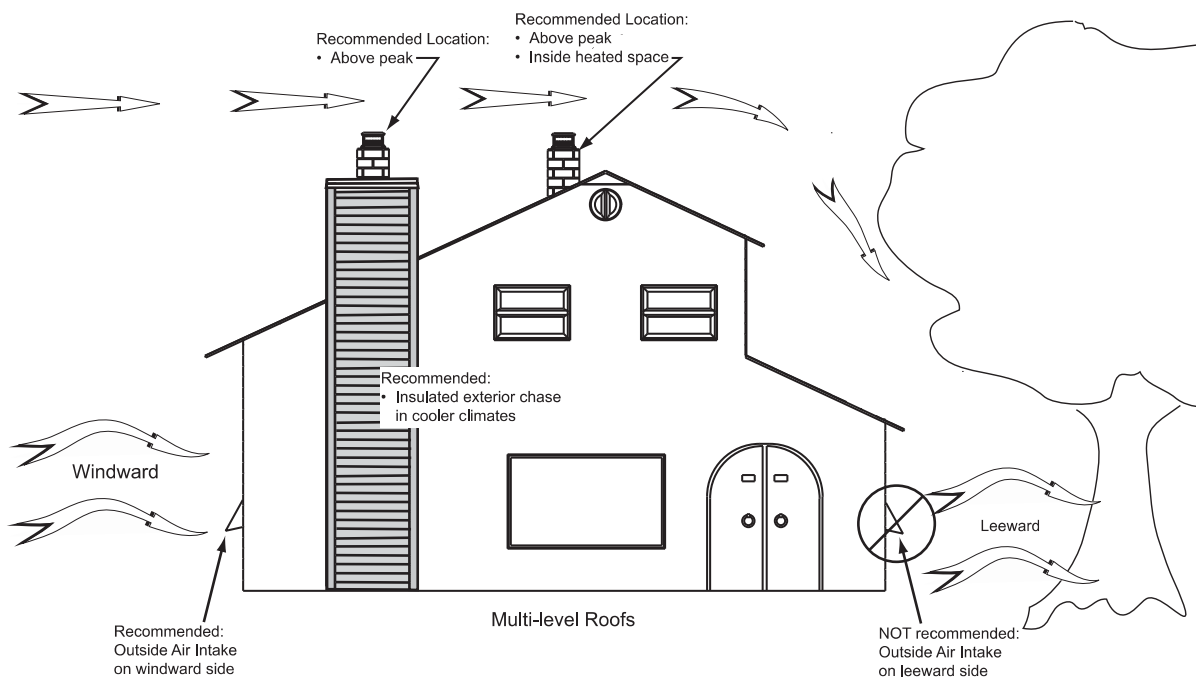 Recommended Location:
• Above peak
Recommended Location:
• Above peak
• Inside heated space
Recommended:
• Insulated exterior chase
in cooler climates
Windward
Leeward
Multi-level Roofs
Recommended:
Outside Air Intake
on windward side
NOT recommended:
Outside Air Intake
on leeward side